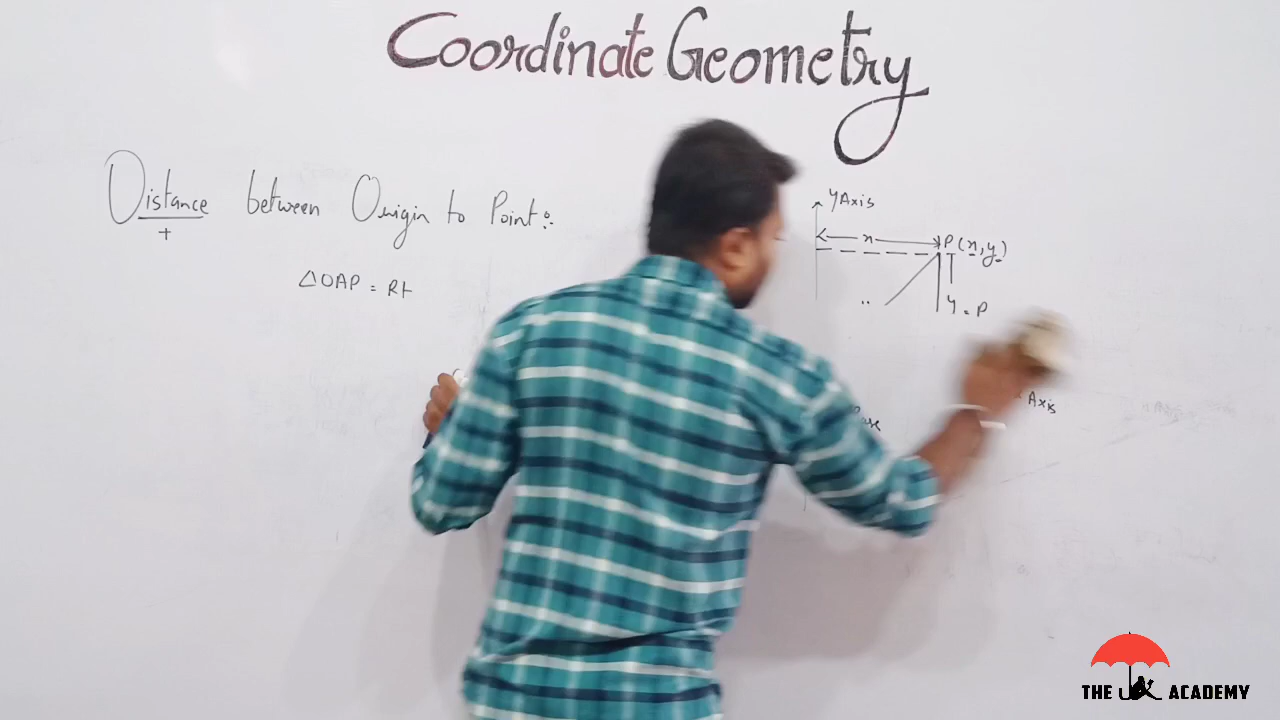 Coordinate Geometry
Distance between Origin to Point :-
+
△OAP = Rt
Y Axis
x
P (x, y)
y = P
Axis
THE ACADEMY